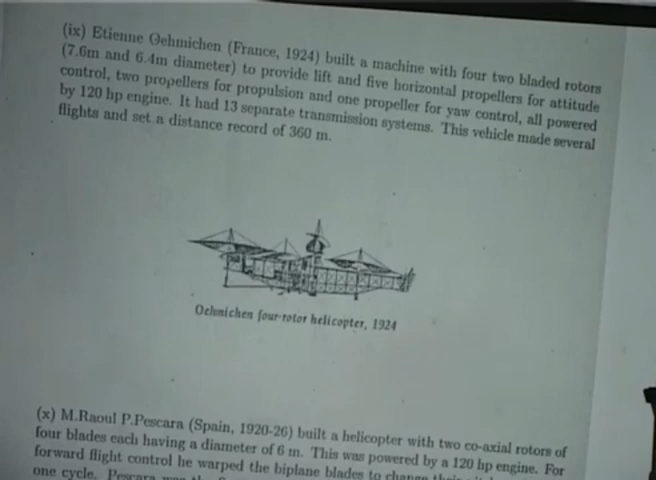 (ix) Etienne Oehmichen (France, 1924) built a machine with four two bladed rotors
(7.6m and 6.4m diameter) to provide lift and five horizontal propellers for attitude
control, two propellers for propulsion and one propeller for yaw control, all powered
by 120 hp engine. It had 13 separate transmission systems. This vehicle made several
flights and set a distance record of 360 m.
Oehmichen four-rotor helicopter, 1924
(x) M.Raoul P.Pescara (Spain, 1920-26) built a helicopter with two co-axial rotors of
four blades each having a diameter of 6 m. This was powered by a 120 hp engine. For
forward flight control he warped the biplane blades to change their
one cycle. Pescara was the